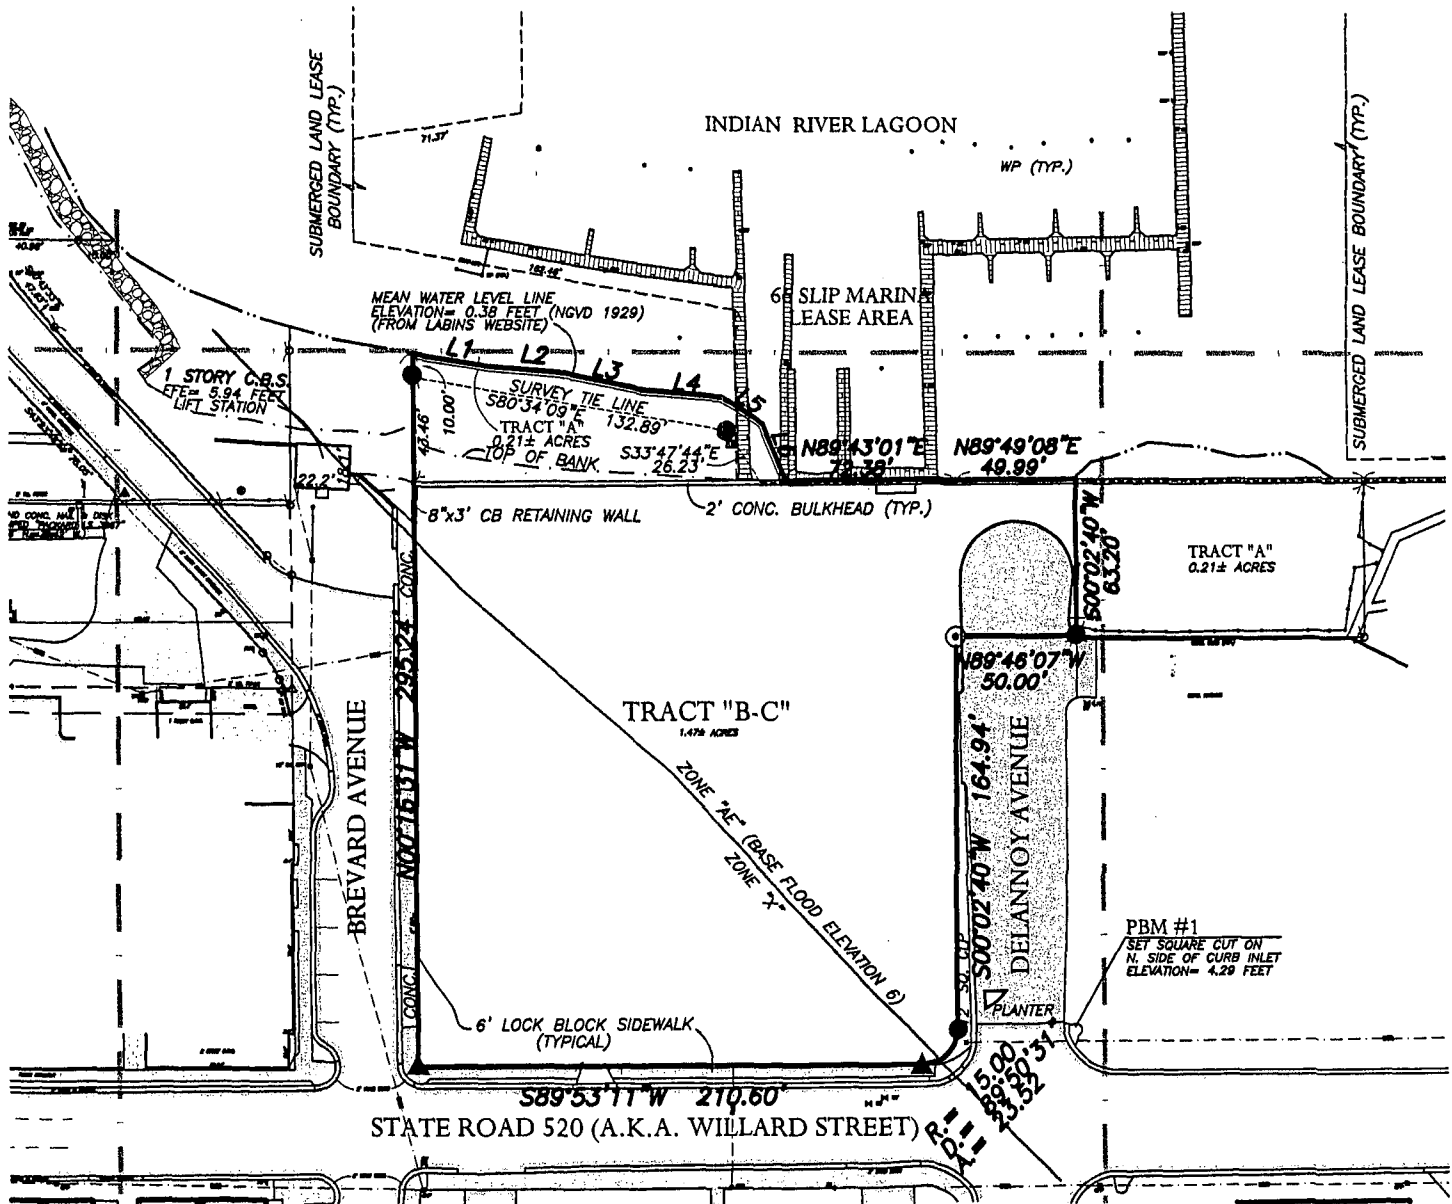 SUBMERGED LAND LEASE
BOUNDARY (TYP.)
71.37'
INDIAN RIVER LAGOON
WP (TYP.)
SUBMERGED LAND LEASE BOUNDARY (TYP.)
40.98'
163.46'
MEAN WATER LEVEL LINE
ELEVATION= 0.38 FEET (NGVD 1929)
(FROM LABINS WEBSITE)
SLIP MARINA
LEASE AREA
L1
L2
L3
L4
L5
1 STORY C.B.S.
FFE= 5.94 FEET
LIFT STATION
SURVEY TIE LINE
S80°34'09"E
132.89'
TRACT "A"
0.21± ACRES
TOP OF BANK
S33°47'44"E
26.23'
43.46'
10.00'
N89°43'01"E
72.38'
N89°49'08"E
49.99'
22.2'
18.1'
8"x3' CB RETAINING WALL
2' CONC. BULKHEAD (TYP.)
S00°02'40"W
63.20'
TRACT "A"
0.21± ACRES
CONC.
N89°46'07"W
50.00'
TRACT "B-C"
1.47± ACRES
N00°16'31"W 295.24'
BREVARD AVENUE
ZONE "AE" (BASE FLOOD ELEVATION 6)
ZONE "X"
S00°02'40"W 164.94'
DELANNOY AVENUE
PBM #1
SET SQUARE CUT ON
N. SIDE OF CURB INLET
ELEVATION= 4.29 FEET
CONC.
PLANTER
6' LOCK BLOCK SIDEWALK
(TYPICAL)
S89°53'11"W 210.60'
R.= 15.00
D.= 89°50'31"
A.= 23.52
STATE ROAD 520 (A.K.A. WILLARD STREET)